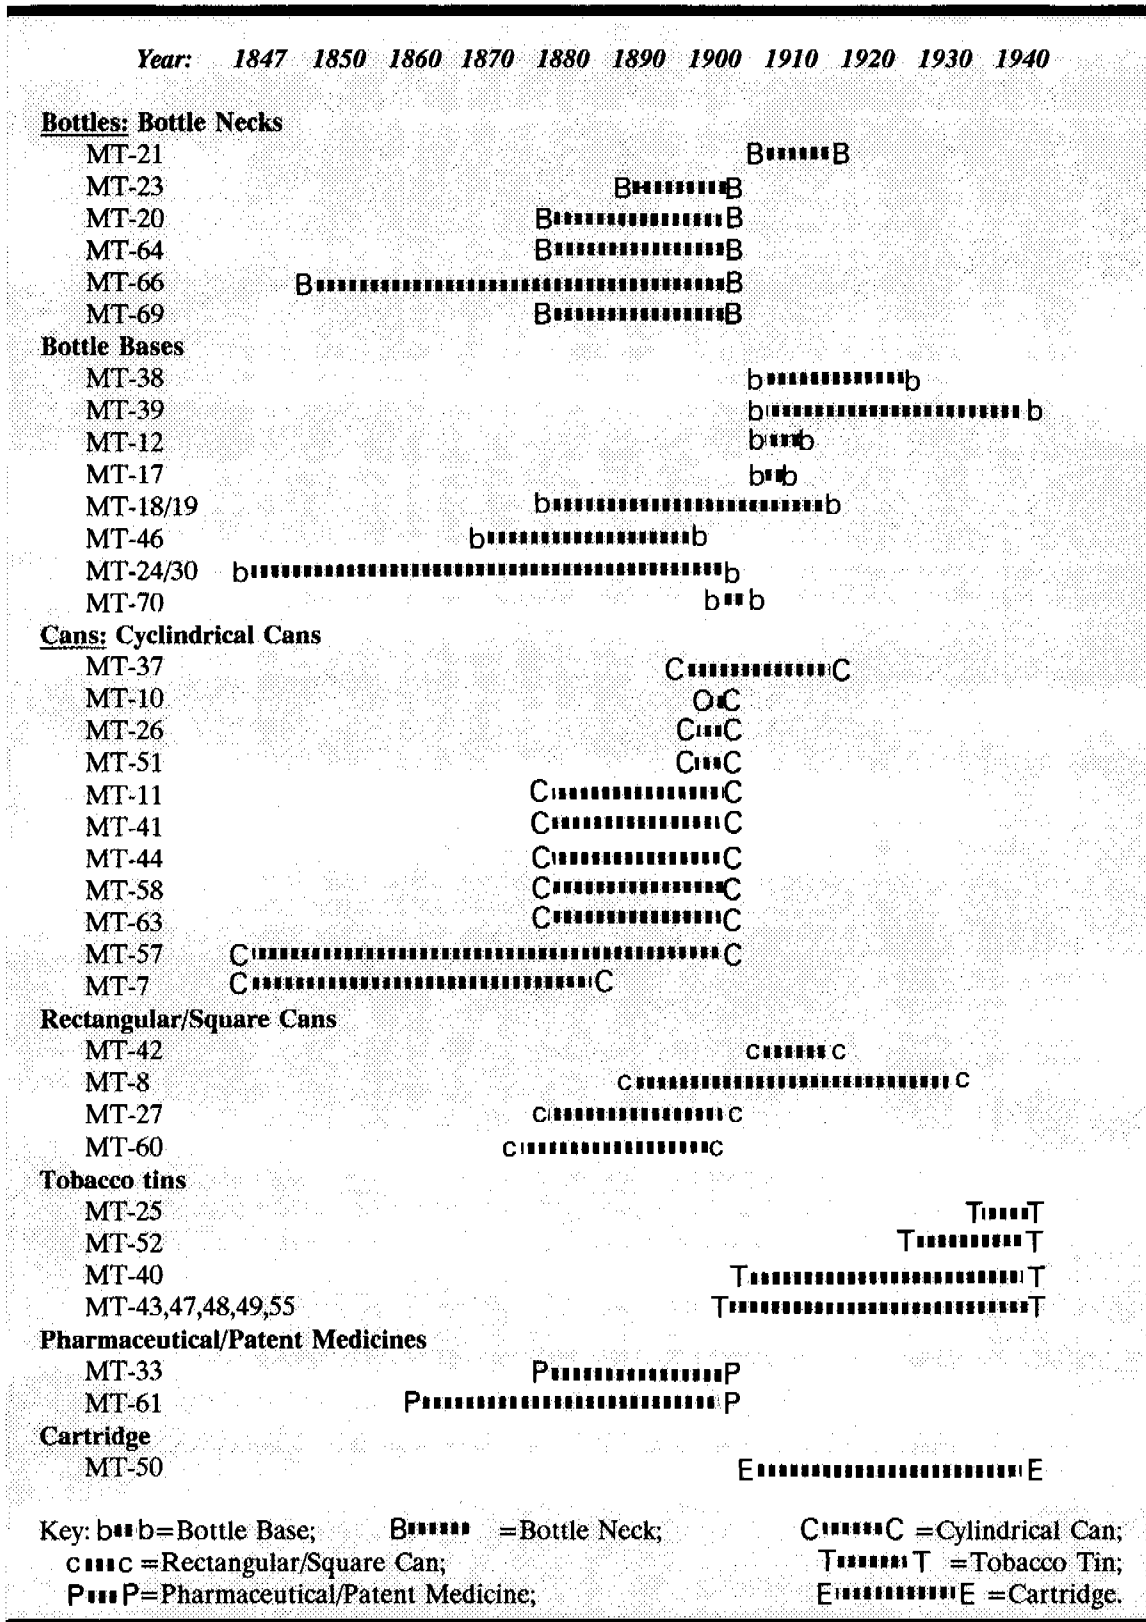 Year: 1847 1850 1860 1870 1880 1890 1900 1910 1920 1930 1940
Bottles: Bottle Necks
MT-21 B B
MT-23 B B
MT-20 B B
MT-64 B B
MT-66 B B
MT-69 B B
Bottle Bases
MT-38 b b
MT-39 b b
MT-12 b b
MT-17 b b
MT-18/19 b b
MT-46 b b
MT-24/30 b b
MT-70 b b
Cans: Cyclindrical Cans
MT-37 C C
MT-10 O C
MT-26 C C
MT-51 C C
MT-11 C C
MT-41 C C
MT-44 C C
MT-58 C C
MT-63 C C
MT-57 C C
MT-7 C C
Rectangular/Square Cans
MT-42 c c
MT-8 c c
MT-27 c c
MT-60 c c
Tobacco tins
MT-25 T T
MT-52 T T
MT-40 T T
MT-43,47,48,49,55 T T
Pharmaceutical/Patent Medicines
MT-33 P P
MT-61 P P
Cartridge
MT-50 E E
Key: b b=Bottle Base; B =Bottle Neck; C C =Cylindrical Can;
c c =Rectangular/Square Can; T T =Tobacco Tin;
P P=Pharmaceutical/Patent Medicine; E E =Cartridge.